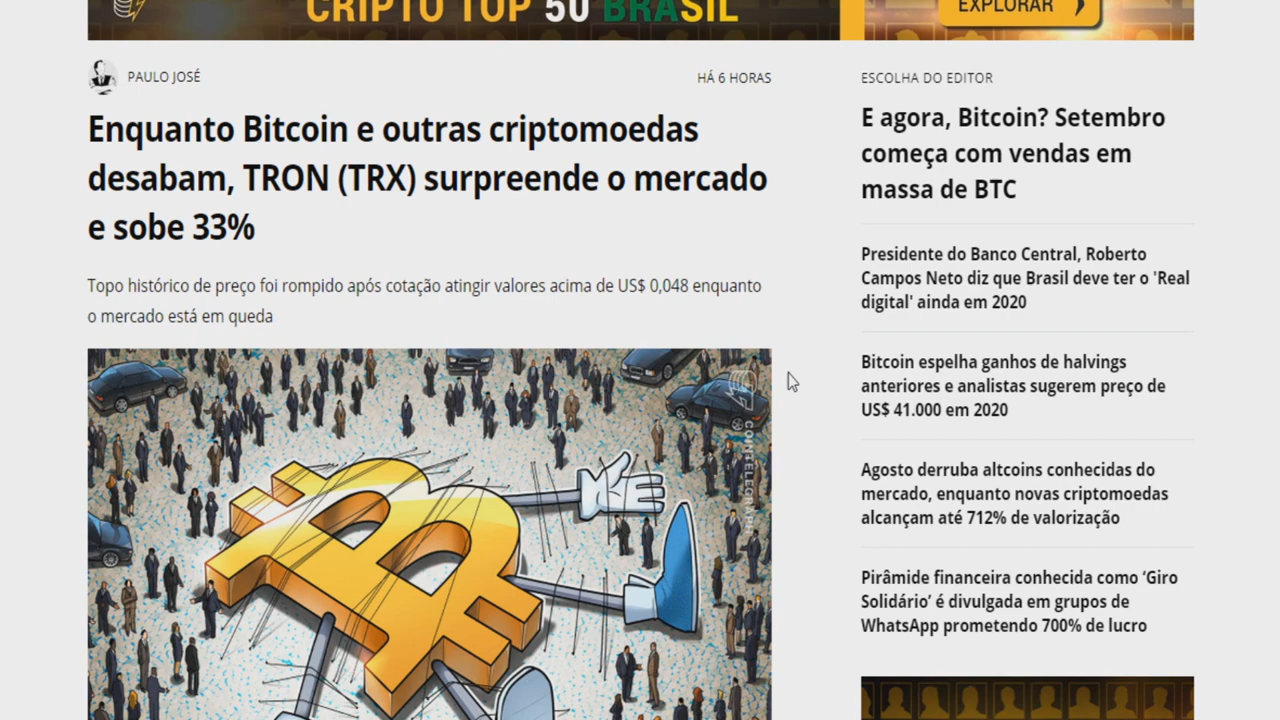 CRIPTO TOP 50 BRASIL
EXPLORAR
PAULO JOSÉ
HÁ 6 HORAS
Enquanto Bitcoin e outras criptomoedas
desabam, TRON (TRX) surpreende o mercado
e sobe 33%
Topo histórico de preço foi rompido após cotação atingir valores acima de US$ 0,048 enquanto
o mercado está em queda
COINTELEGRAPH
ESCOLHA DO EDITOR
E agora, Bitcoin? Setembro
começa com vendas em
massa de BTC
Presidente do Banco Central, Roberto
Campos Neto diz que Brasil deve ter o 'Real
digital' ainda em 2020
Bitcoin espelha ganhos de halvings
anteriores e analistas sugerem preço de
US$ 41.000 em 2020
Agosto derruba altcoins conhecidas do
mercado, enquanto novas criptomoedas
alcançam até 712% de valorização
Pirâmide financeira conhecida como ‘Giro
Solidário’ é divulgada em grupos de
WhatsApp prometendo 700% de lucro